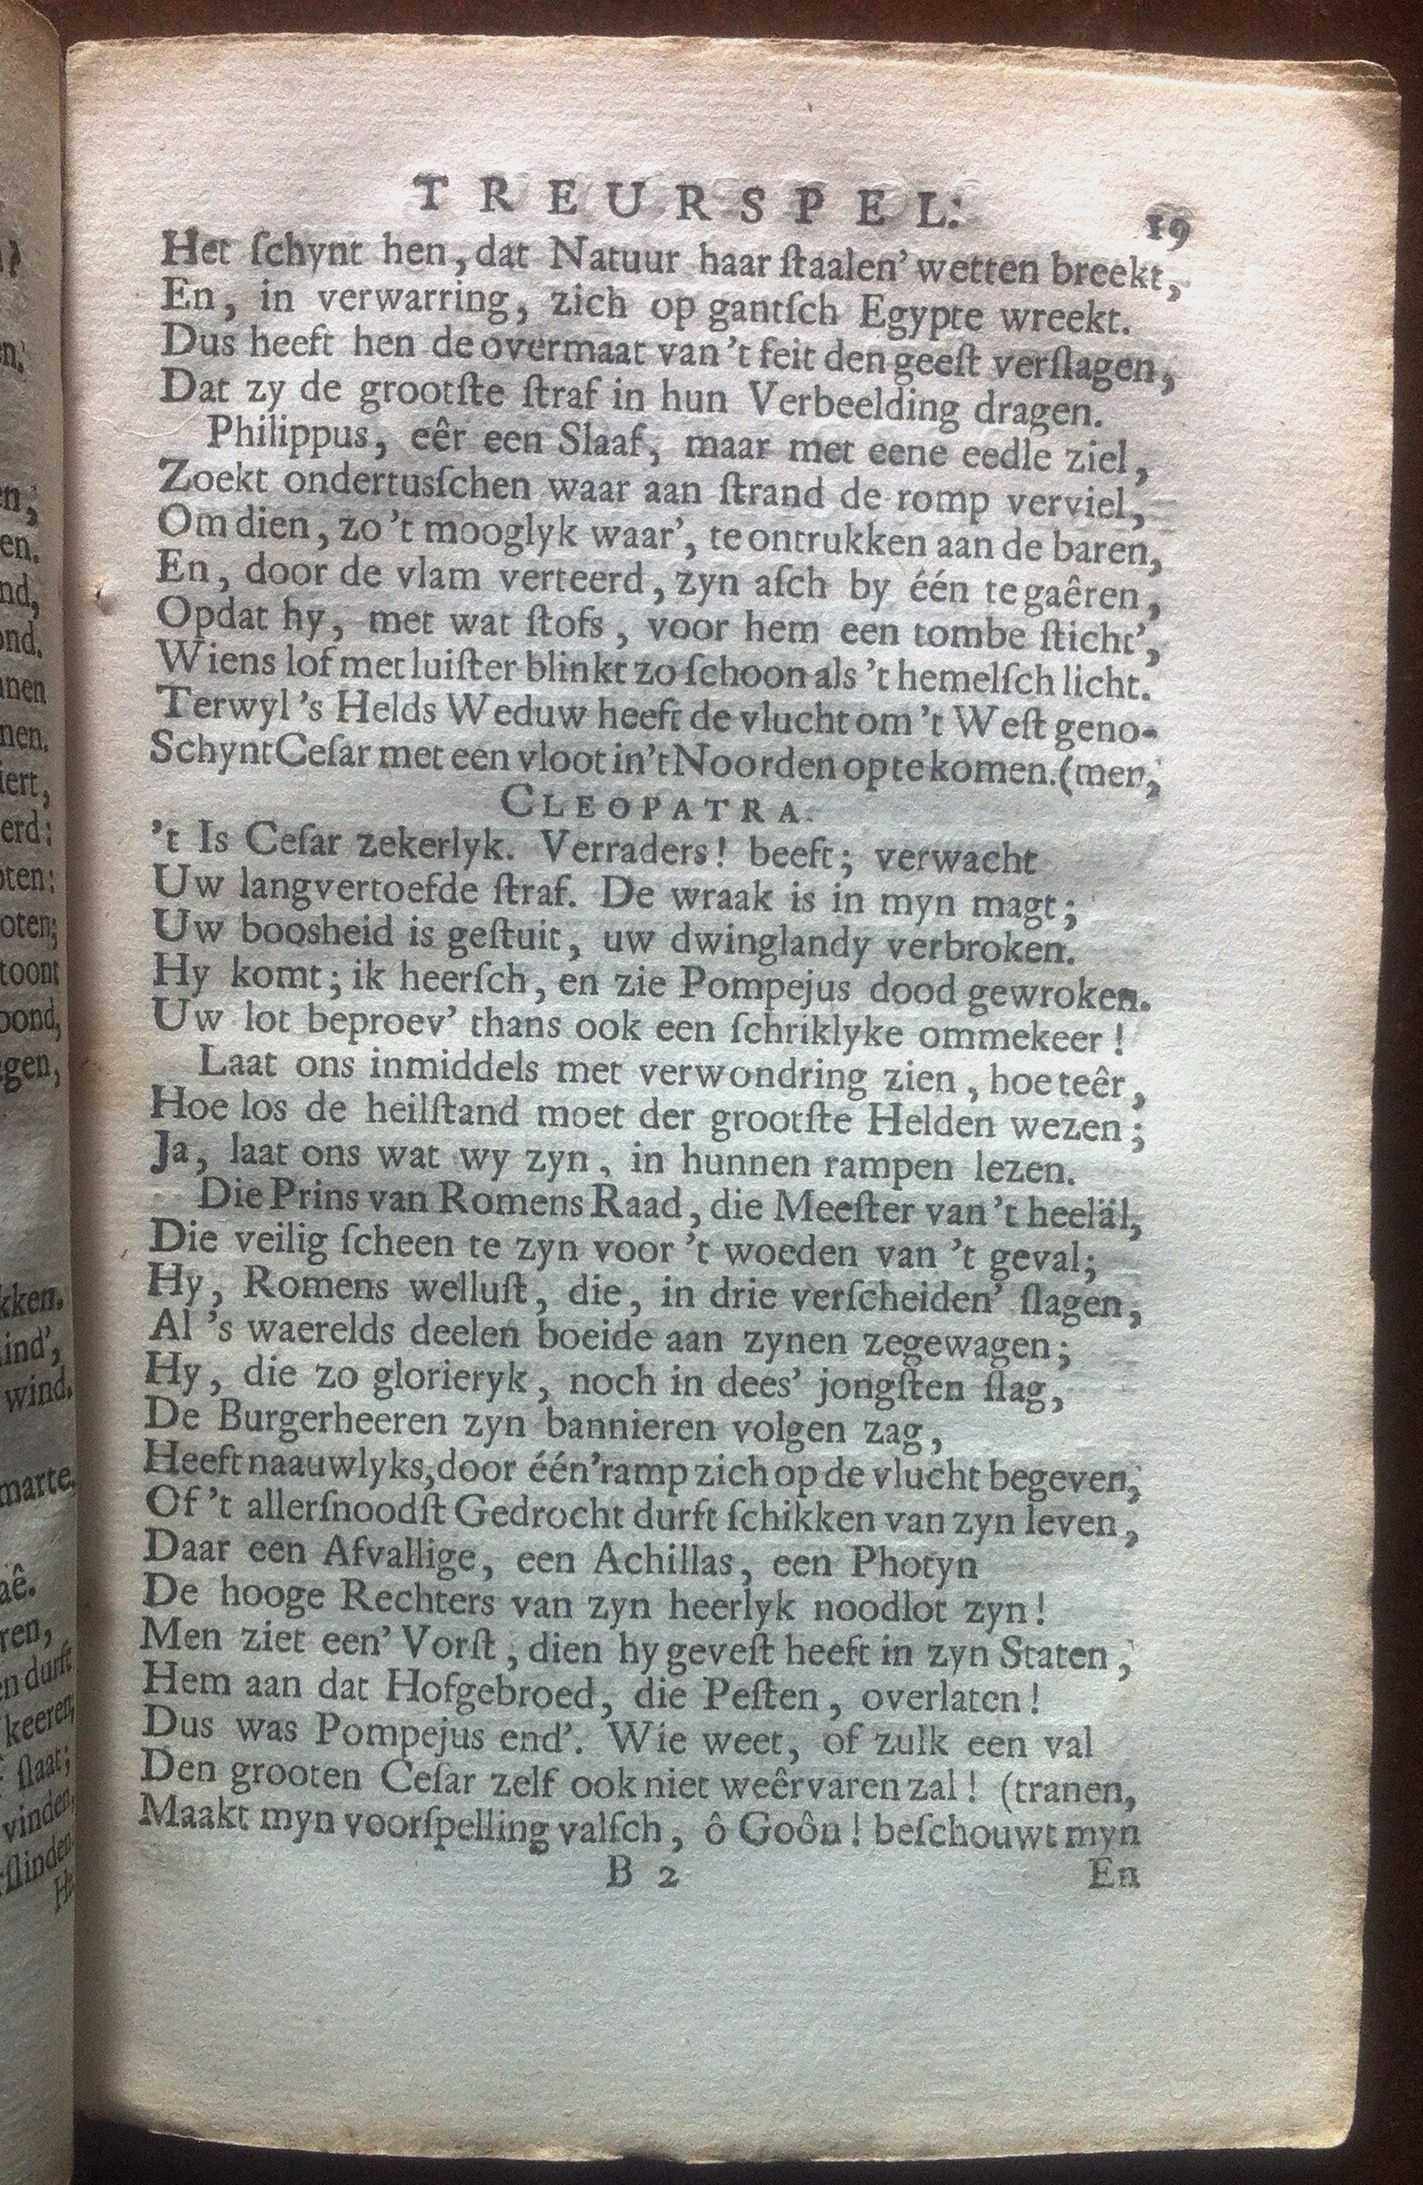 TREURSPEL. 19
Het ſchynt hen, dat Natuur haar ſtaalen' wetten breekt,
En, in verwarring, zich op gantſch Egypte wreekt.
Dus heeft hen de overmaat van 't feit den geeſt verſlagen,
Dat zy de grootſte ſtraf in hun Verbeelding dragen.
Philippus, eêr een Slaaf, maar met eene eedle ziel,
Zoekt ondertusſchen waar aan ſtrand de romp verviel,
Om dien, zo 't mooglyk waar', te ontrukken aan de baren,
En, door de vlam verteerd, zyn aſch by één te gaêren,
Opdat hy, met wat ſtofs, voor hem een tombe ſticht',
Wiens lof met luiſter blinkt zo ſchoon als 't hemelſch licht.
Terwyl 's Helds Weduw heeft de vlucht om 't Weſt geno-
Schynt Ceſar met een vloot in 't Noorden op te komen. (men,
CLEOPATRA.
't Is Ceſar zekerlyk. Verraders! beeft; verwacht
Uw langvertoefde ſtraf. De wraak is in myn magt;
Uw boosheid is geſtuit, uw dwinglandy verbroken.
Hy komt; ik heerſch, en zie Pompejus dood gewroken.
Uw lot beproev' thans ook een ſchriklyke ommekeer!
Laat ons inmiddels met verwondring zien, hoe teêr,
Hoe los de heilſtand moet der grootſte Helden wezen;
Ja, laat ons wat wy zyn, in hunnen rampen lezen.
Die Prins van Romens Raad, die Meeſter van 't heeläl,
Die veilig ſcheen te zyn voor 't woeden van 't geval;
Hy, Romens welluſt, die, in drie verſcheiden' ſlagen,
Al 's waerelds deelen boeide aan zynen zegewagen;
Hy, die zo glorieryk, noch in dees' jongſten ſlag,
De Burgerheeren zyn bannieren volgen zag,
Heeft naauwlyks, door één' ramp zich op de vlucht begeven,
Of 't allerſnoodſt Gedrocht durft ſchikken van zyn leven,
Daar een Afvallige, een Achillas, een Photyn
De hooge Rechters van zyn heerlyk noodlot zyn!
Men ziet een' Vorſt, dien hy geveſt heeft in zyn Staten,
Hem aan dat Hofgebroed, die Peſten, overlaten!
Dus was Pompejus end'. Wie weet, of zulk een val
Den grooten Ceſar zelf ook niet weêrvaren zal! (tranen,
Maakt myn voorſpelling valſch, ô Goôn! beſchouwt myn
B 2 En